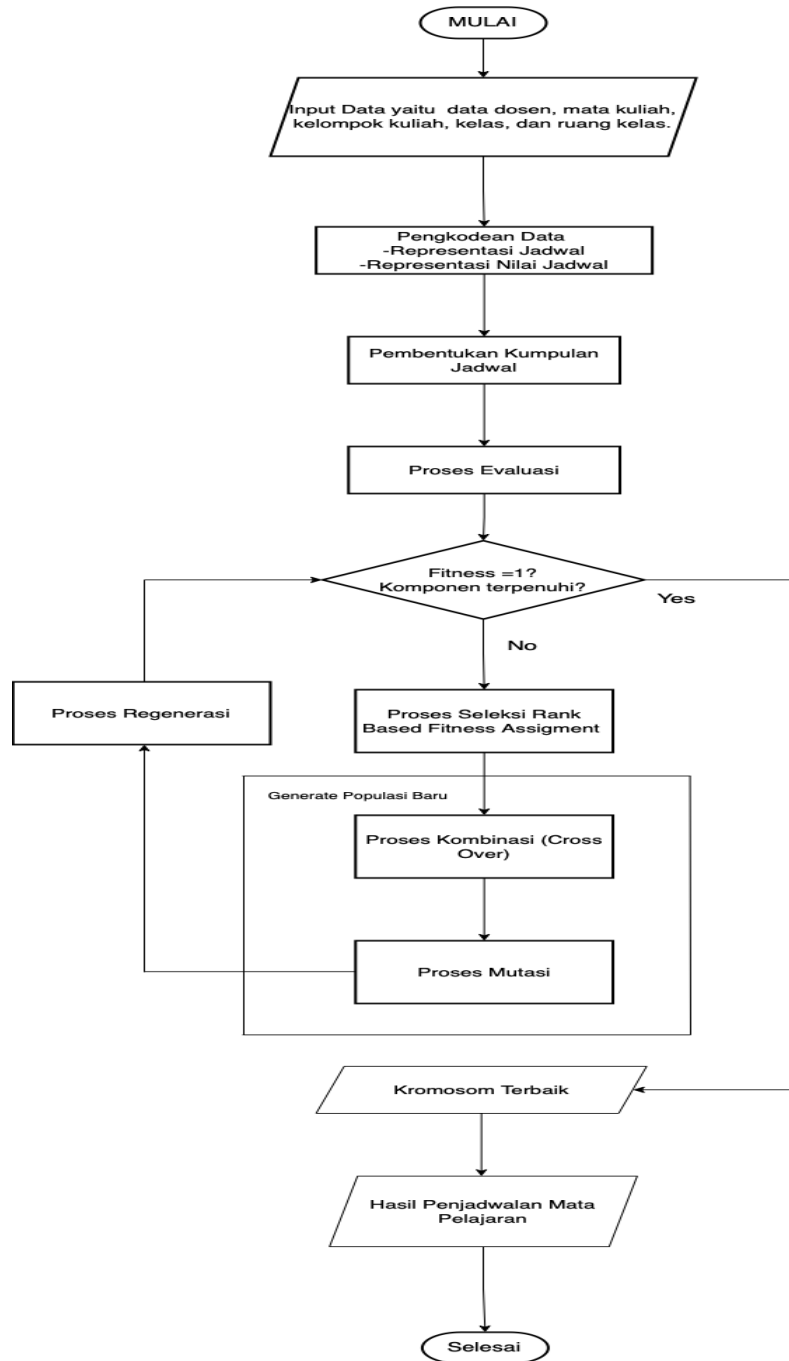 MULAI
Input Data yaitu data dosen, mata kuliah,
kelompok kuliah, kelas, dan ruang kelas.
Pengkodean Data
-Representasi Jadwal
-Representasi Nilai Jadwal
Pembentukan Kumpulan
Jadwal
Proses Evaluasi
Fitness =1?
Komponen terpenuhi?
Yes
No
Proses Regenerasi
Proses Seleksi Rank
Based Fitness Assigment
Generate Populasi Baru
Proses Kombinasi (Cross
Over)
Proses Mutasi
Kromosom Terbaik
Hasil Penjadwalan Mata
Pelajaran
Selesai